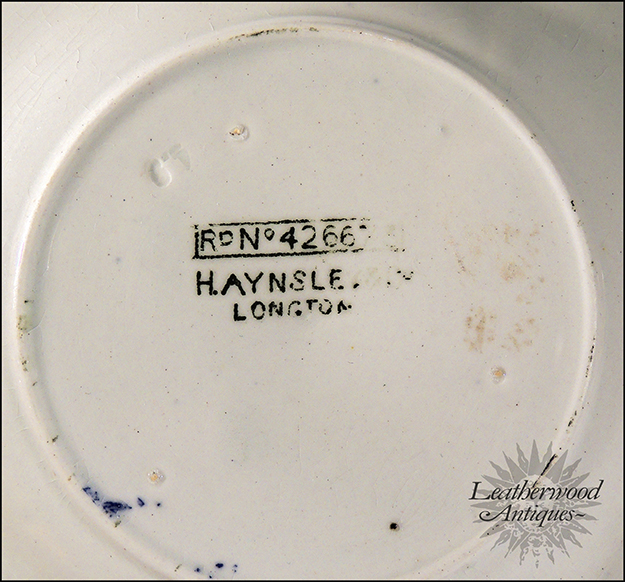 RD No 4266
H.AYNSLE
LONGTON
Leatherwood
Antiques~